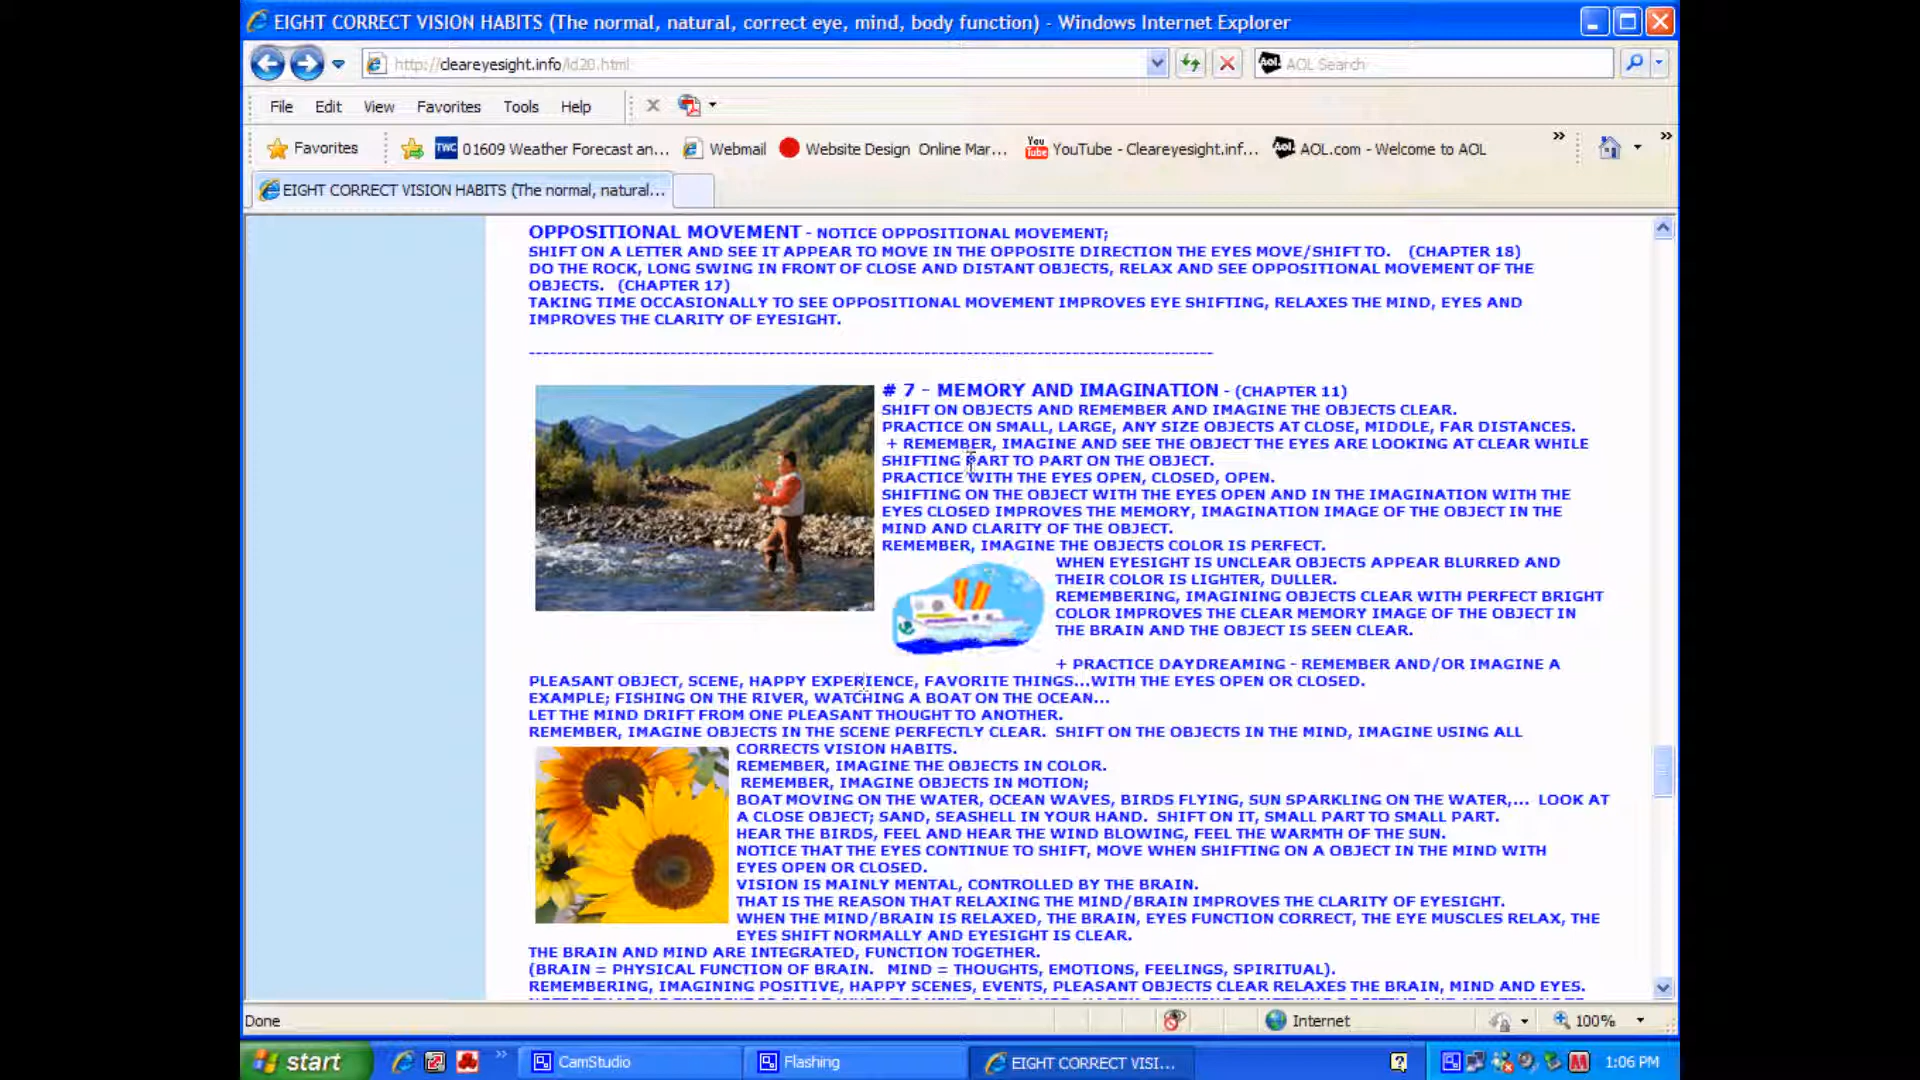 EIGHT CORRECT VISION HABITS (The normal, natural, correct eye, mind, body function) - Windows Internet Explorer
http://cleareyesight.info/id20.html
AOL Search
File Edit View Favorites Tools Help
Favorites
TWC 01609 Weather Forecast an...
Webmail
Website Design Online Mar...
YouTube - Cleareyesight.inf...
AOL.com - Welcome to AOL
EIGHT CORRECT VISION HABITS (The normal, natural...
OPPOSITIONAL MOVEMENT - NOTICE OPPOSITIONAL MOVEMENT;
SHIFT ON A LETTER AND SEE IT APPEAR TO MOVE IN THE OPPOSITE DIRECTION THE EYES MOVE/SHIFT TO. (CHAPTER 18)
DO THE ROCK, LONG SWING IN FRONT OF CLOSE AND DISTANT OBJECTS, RELAX AND SEE OPPOSITIONAL MOVEMENT OF THE
OBJECTS. (CHAPTER 17)
TAKING TIME OCCASIONALLY TO SEE OPPOSITIONAL MOVEMENT IMPROVES EYE SHIFTING, RELAXES THE MIND, EYES AND
IMPROVES THE CLARITY OF EYESIGHT.
# 7 - MEMORY AND IMAGINATION - (CHAPTER 11)
SHIFT ON OBJECTS AND REMEMBER AND IMAGINE THE OBJECTS CLEAR.
PRACTICE ON SMALL, LARGE, ANY SIZE OBJECTS AT CLOSE, MIDDLE, FAR DISTANCES.
+ REMEMBER, IMAGINE AND SEE THE OBJECT THE EYES ARE LOOKING AT CLEAR WHILE
SHIFTING PART TO PART ON THE OBJECT.
PRACTICE WITH THE EYES OPEN, CLOSED, OPEN.
SHIFTING ON THE OBJECT WITH THE EYES OPEN AND IN THE IMAGINATION WITH THE
EYES CLOSED IMPROVES THE MEMORY, IMAGINATION IMAGE OF THE OBJECT IN THE
MIND AND CLARITY OF THE OBJECT.
REMEMBER, IMAGINE THE OBJECTS COLOR IS PERFECT.
WHEN EYESIGHT IS UNCLEAR OBJECTS APPEAR BLURRED AND
THEIR COLOR IS LIGHTER, DULLER.
REMEMBERING, IMAGINING OBJECTS CLEAR WITH PERFECT BRIGHT
COLOR IMPROVES THE CLEAR MEMORY IMAGE OF THE OBJECT IN
THE BRAIN AND THE OBJECT IS SEEN CLEAR.
+ PRACTICE DAYDREAMING - REMEMBER AND/OR IMAGINE A
PLEASANT OBJECT, SCENE, HAPPY EXPERIENCE, FAVORITE THINGS...WITH THE EYES OPEN OR CLOSED.
EXAMPLE; FISHING ON THE RIVER, WATCHING A BOAT ON THE OCEAN...
LET THE MIND DRIFT FROM ONE PLEASANT THOUGHT TO ANOTHER.
REMEMBER, IMAGINE OBJECTS IN THE SCENE PERFECTLY CLEAR. SHIFT ON THE OBJECTS IN THE MIND, IMAGINE USING ALL
CORRECTS VISION HABITS.
REMEMBER, IMAGINE THE OBJECTS IN COLOR.
REMEMBER, IMAGINE OBJECTS IN MOTION;
BOAT MOVING ON THE WATER, OCEAN WAVES, BIRDS FLYING, SUN SPARKLING ON THE WATER,... LOOK AT
A CLOSE OBJECT; SAND, SEASHELL IN YOUR HAND. SHIFT ON IT, SMALL PART TO SMALL PART.
HEAR THE BIRDS, FEEL AND HEAR THE WIND BLOWING, FEEL THE WARMTH OF THE SUN.
NOTICE THAT THE EYES CONTINUE TO SHIFT, MOVE WHEN SHIFTING ON A OBJECT IN THE MIND WITH
EYES OPEN OR CLOSED.
VISION IS MAINLY MENTAL, CONTROLLED BY THE BRAIN.
THAT IS THE REASON THAT RELAXING THE MIND/BRAIN IMPROVES THE CLARITY OF EYESIGHT.
WHEN THE MIND/BRAIN IS RELAXED, THE BRAIN, EYES FUNCTION CORRECT, THE EYE MUSCLES RELAX, THE
EYES SHIFT NORMALLY AND EYESIGHT IS CLEAR.
THE BRAIN AND MIND ARE INTEGRATED, FUNCTION TOGETHER.
(BRAIN = PHYSICAL FUNCTION OF BRAIN. MIND = THOUGHTS, EMOTIONS, FEELINGS, SPIRITUAL).
REMEMBERING, IMAGINING POSITIVE, HAPPY SCENES, EVENTS, PLEASANT OBJECTS CLEAR RELAXES THE BRAIN, MIND AND EYES.
Done
Internet
100%
start
CamStudio
Flashing
EIGHT CORRECT VISI...
1:06 PM